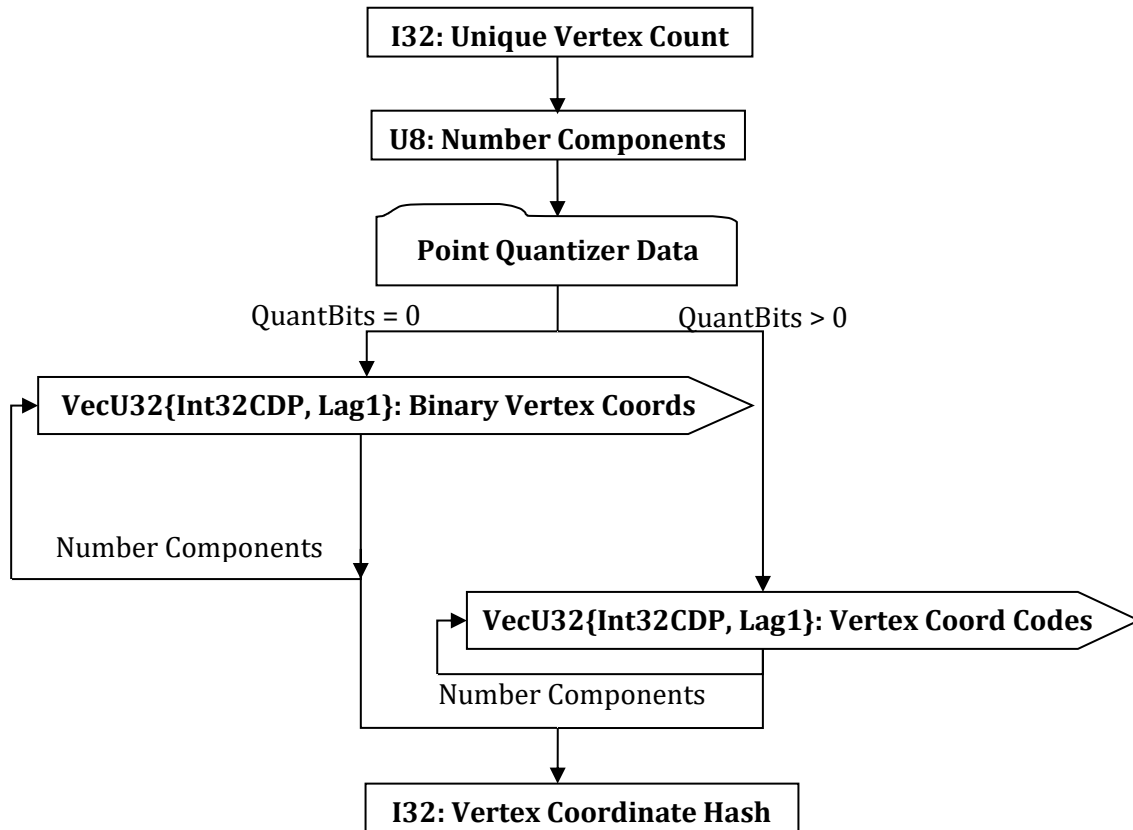 I32: Unique Vertex Count
U8: Number Components
Point Quantizer Data
QuantBits = 0
QuantBits > 0
VecU32{Int32CDP, Lag1}: Binary Vertex Coords
Number Components
VecU32{Int32CDP, Lag1}: Vertex Coord Codes
Number Components
I32: Vertex Coordinate Hash